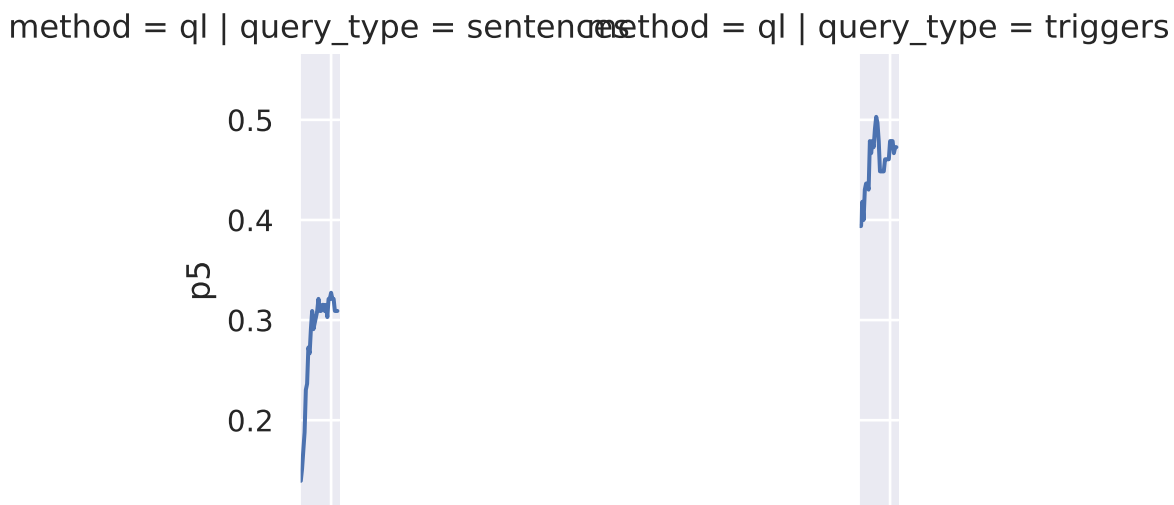 method = ql | query_type = sentences
method = ql | query_type = triggers
0.5
0.4
0.3
0.2
p5